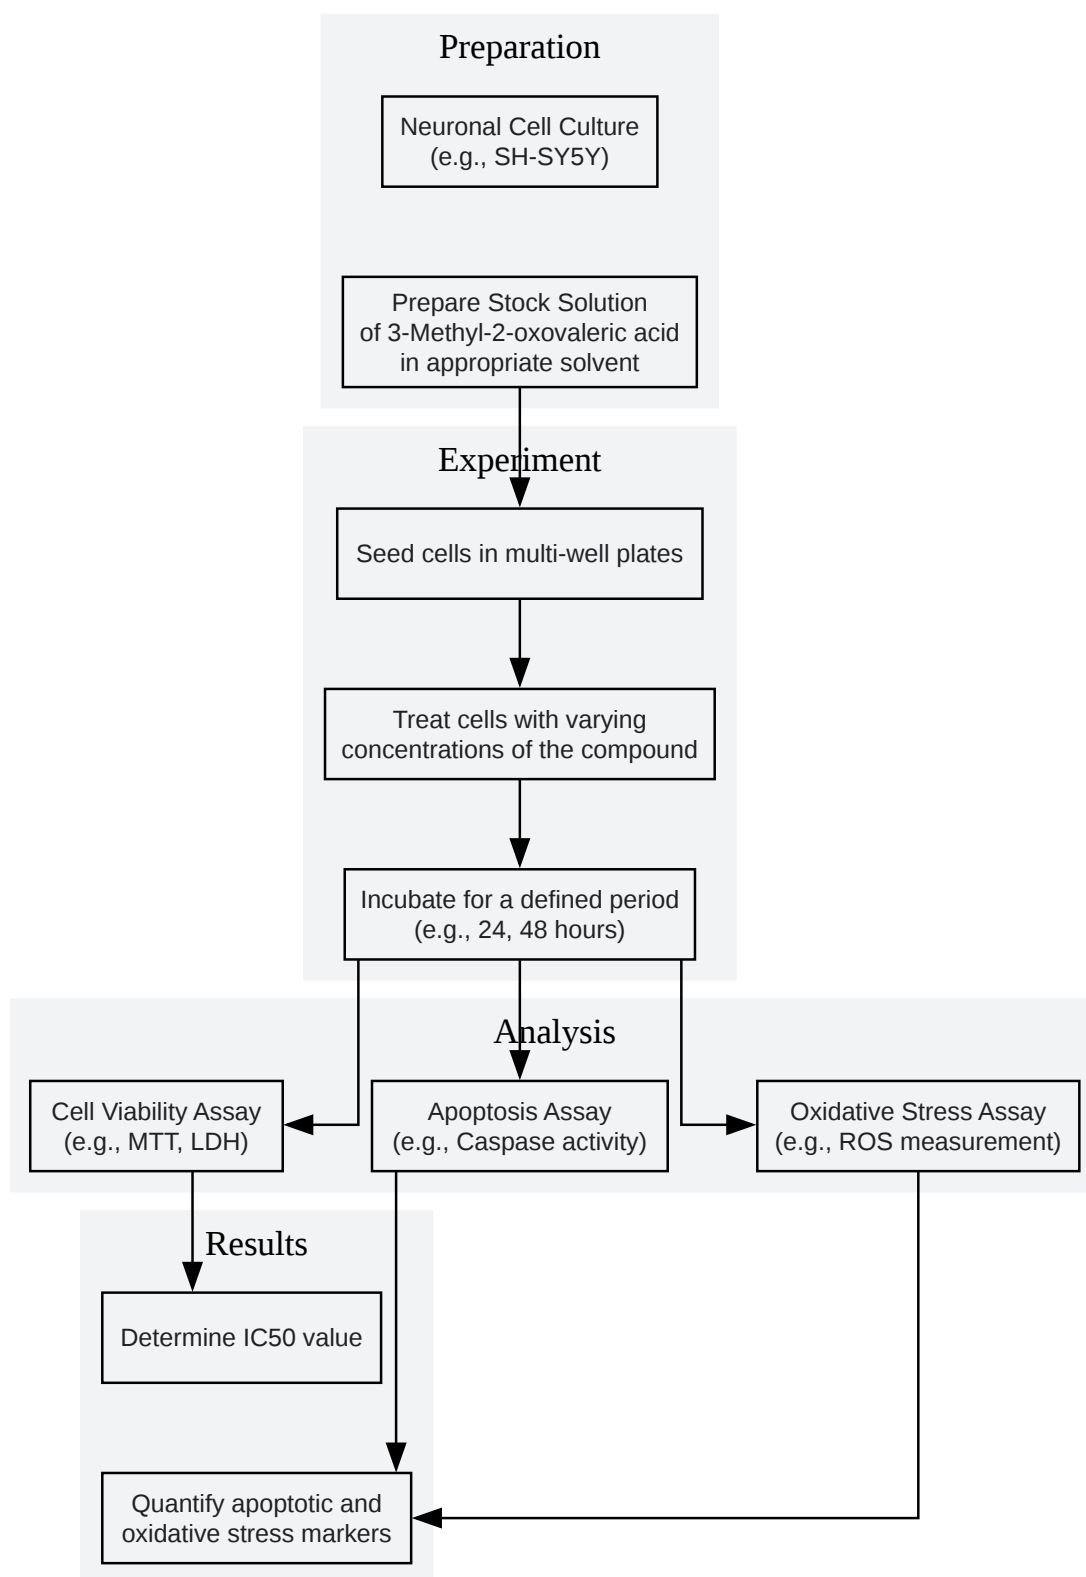 Preparation
Neuronal Cell Culture
(e.g., SH-SY5Y)
Prepare Stock Solution
of 3-Methyl-2-oxovaleric acid
in appropriate solvent
Experiment
Seed cells in multi-well plates
Treat cells with varying
concentrations of the compound
Incubate for a defined period
(e.g., 24, 48 hours)
Analysis
Cell Viability Assay
(e.g., MTT, LDH)
Apoptosis Assay
(e.g., Caspase activity)
Oxidative Stress Assay
(e.g., ROS measurement)
Results
Determine IC50 value
Quantify apoptotic and
oxidative stress markers